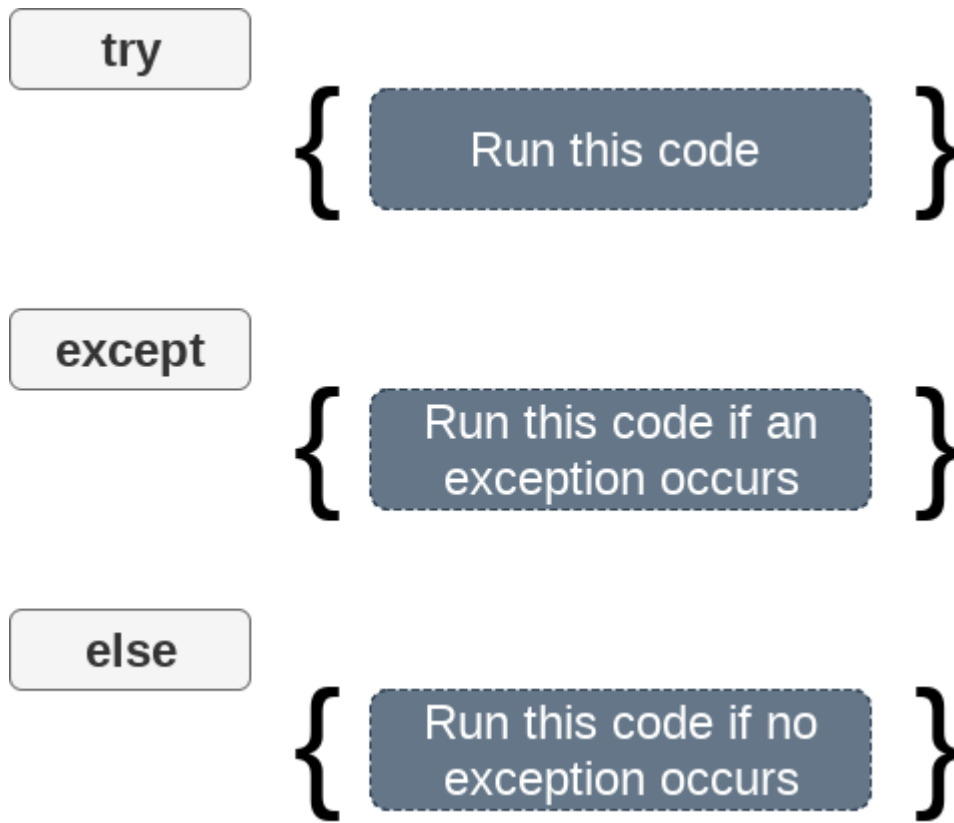 try
{ Run this code }
except
{ Run this code if an
exception occurs }
else
{ Run this code if no
exception occurs }